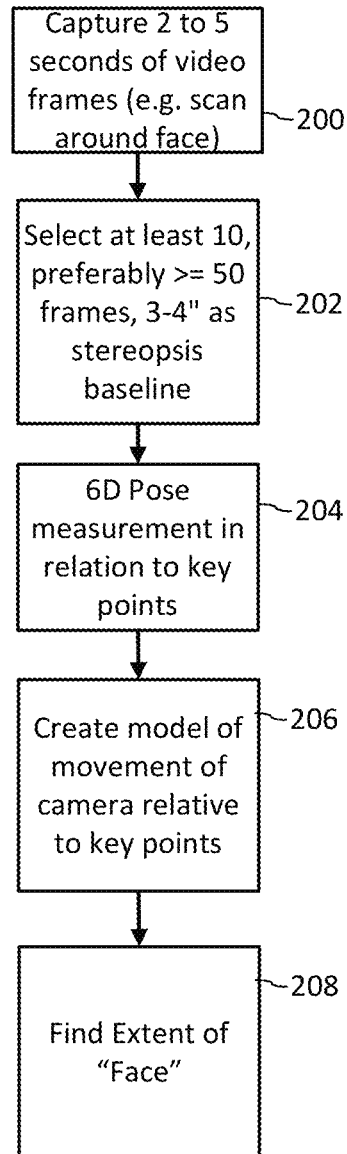 Capture 2 to 5
seconds of video
frames (e.g. scan
around face)
200
Select at least 10,
preferably >= 50
frames, 3-4" as
stereopsis
baseline
202
6D Pose
measurement in
relation to key
points
204
Create model of
movement of
camera relative
to key points
206
Find Extent of
“Face”
208